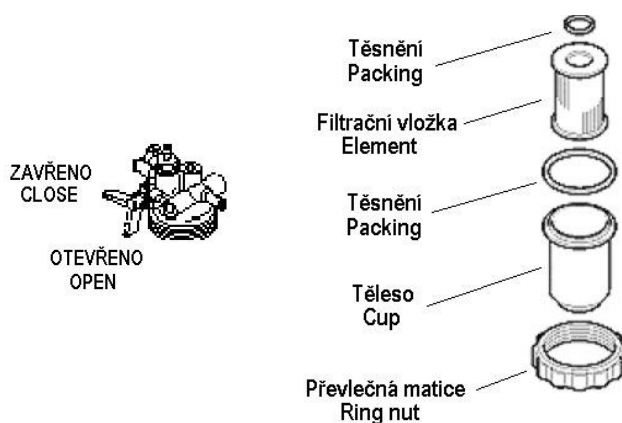 ZAVŘENO
CLOSE
OTEVŘENO
OPEN
Těsnění
Packing
Filtrační vložka
Element
Těsnění
Packing
Těleso
Cup
Převlečná matice
Ring nut